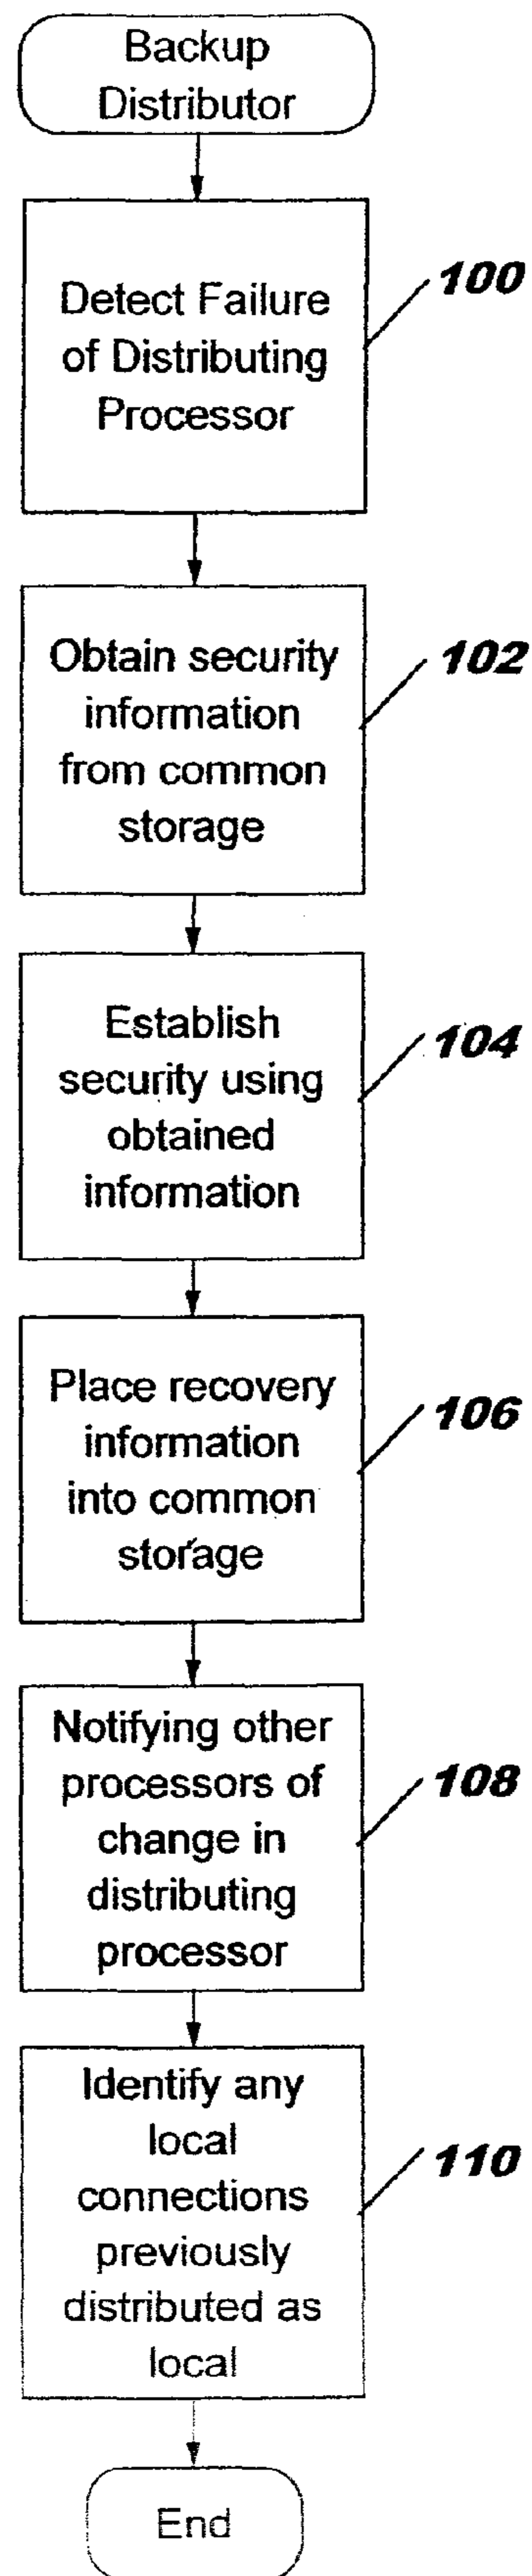 Backup
Distributor
100
Detect Failure
of Distributing
Processor
102
Obtain security
information
from common
storage
104
Establish
security using
obtained
information
106
Place recovery
information
into common
storage
108
Notifying other
processors of
change in
distributing
processor
110
Identify any
local
connections
previously
distributed as
local
End